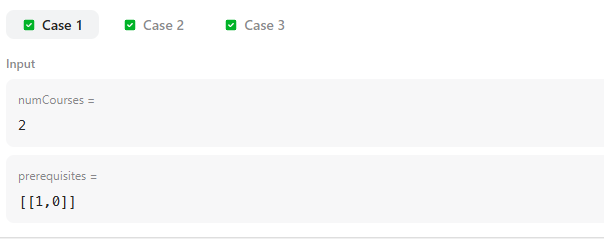 Case 1 Case 2 Case 3
Input
numCourses =
2
prerequisites =
[[1,0]]